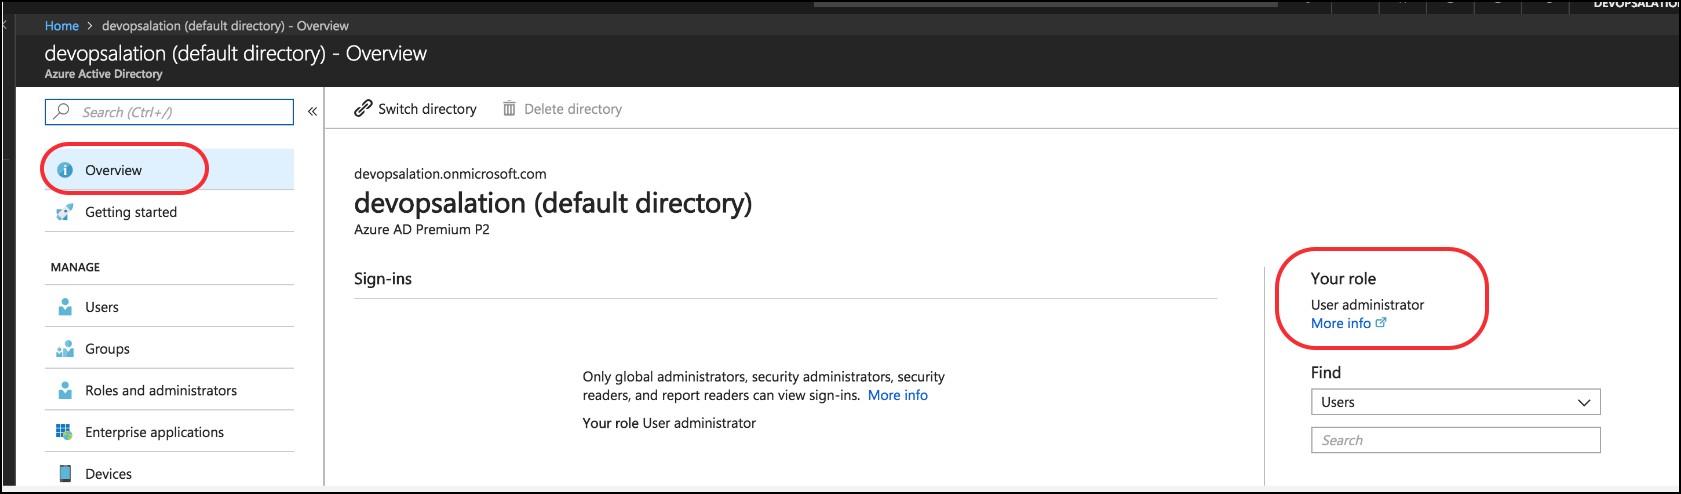 DEVOPSALATION
Home > devopsalation (default directory) - Overview
devopsalation (default directory) - Overview
Azure Active Directory
Search (Ctrl+/)
«
Switch directory
Delete directory
Overview
Getting started
MANAGE
Users
Groups
Roles and administrators
Enterprise applications
Devices
devopsalation.onmicrosoft.com
devopsalation (default directory)
Azure AD Premium P2
Sign-ins
Only global administrators, security administrators, security
readers, and report readers can view sign-ins. More info
Your role User administrator
Your role
User administrator
More info
Find
Users
Search